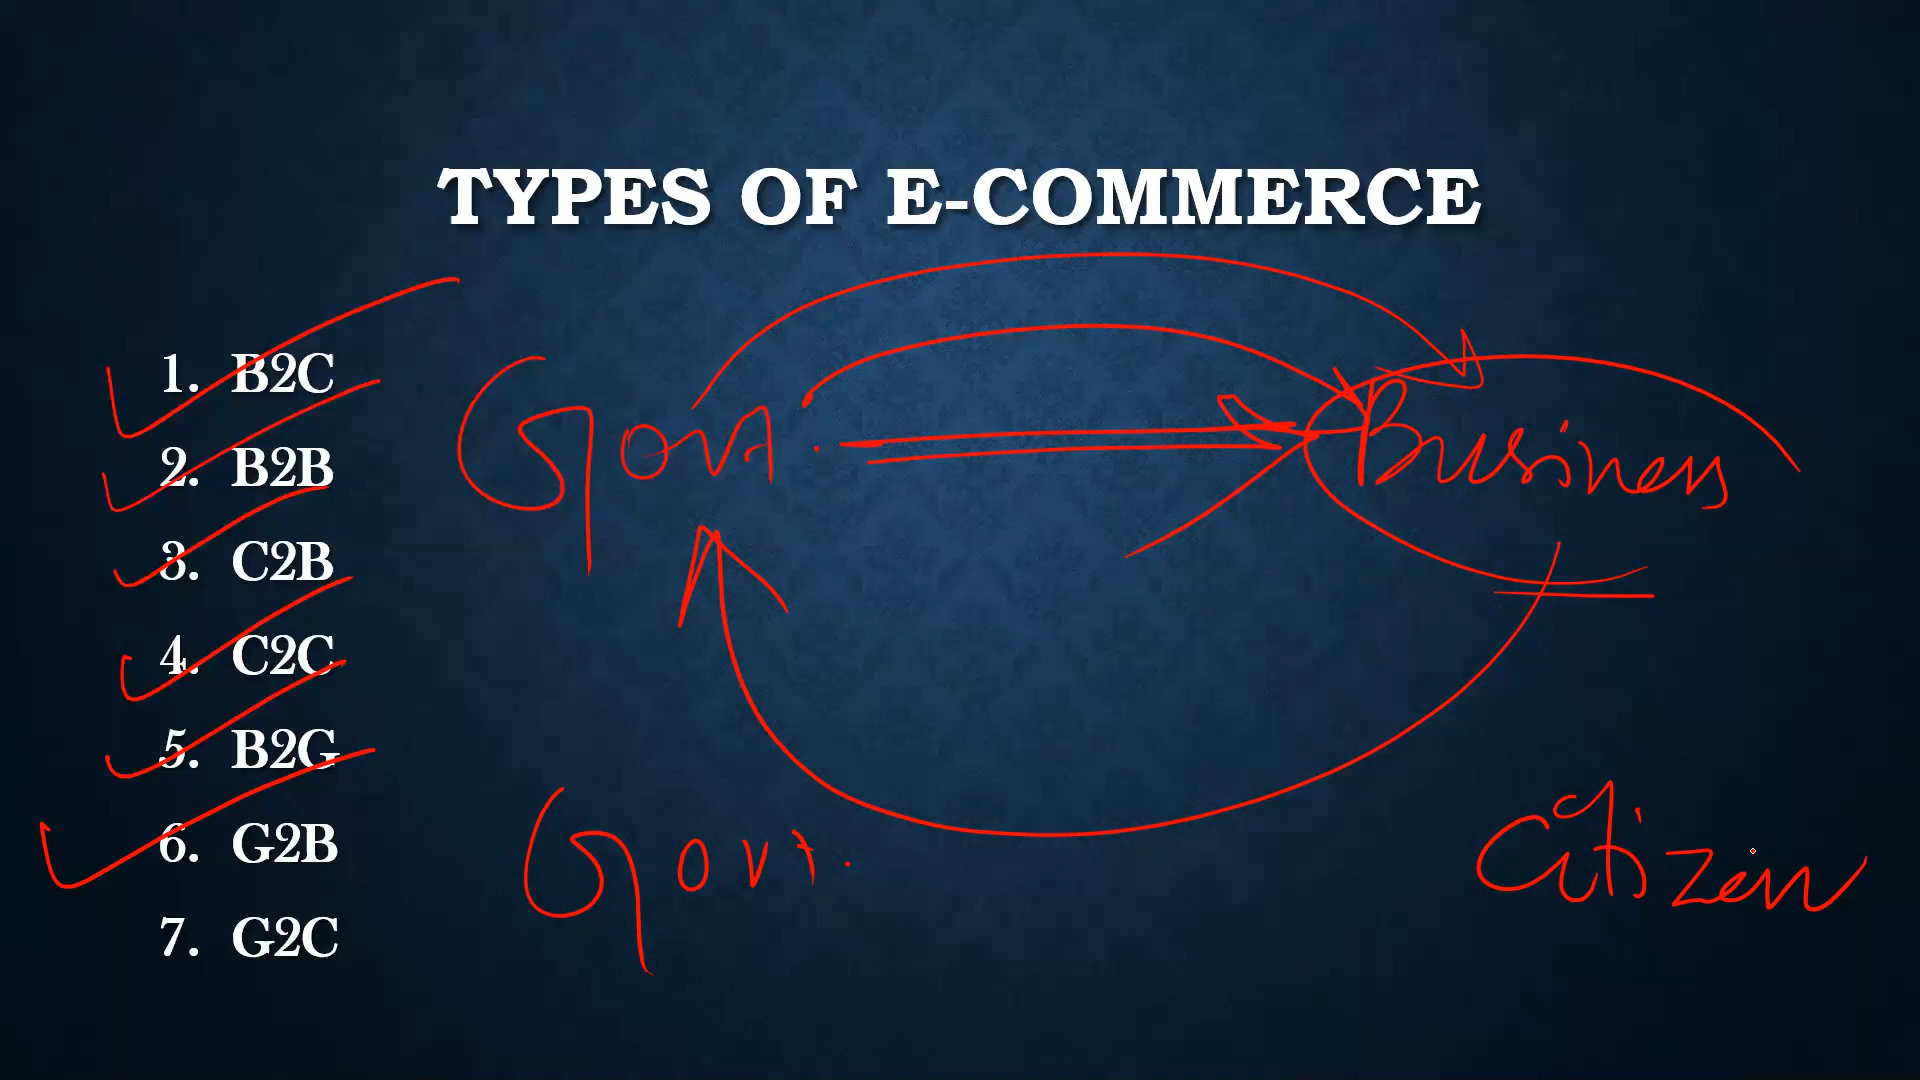 TYPES OF E-COMMERCE
1. B2C
2. B2B
3. C2B
4. C2C
5. B2G
6. G2B
7. G2C
Govt. Business
Govt. Citizen